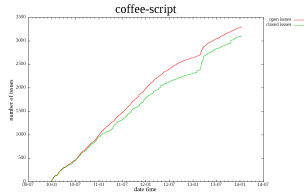 coffee-script
open issues
closed issues
number of issues
3500
3000
2500
2000
1500
1000
500
0
09-07 10-01 10-07 11-01 11-07 12-01 12-07 13-01 13-07 14-01 14-07
date time